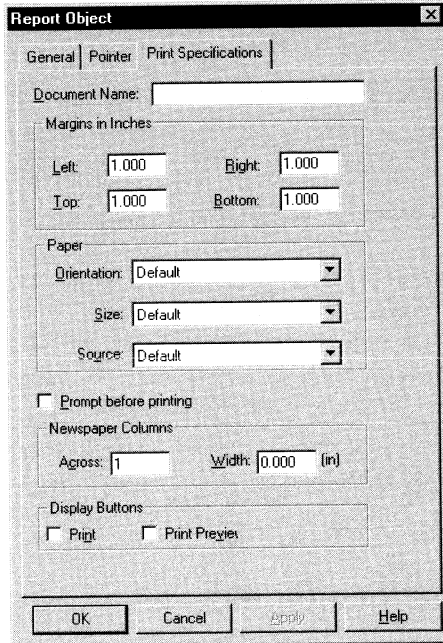 Report Object
General Pointer Print Specifications
Document Name:
Margins in Inches
Left: 1.000 Right: 1.000
Top: 1.000 Bottom: 1.000
Paper
Orientation: Default
Size: Default
Source: Default
Prompt before printing
Newspaper Columns
Across: 1 Width: 0.000 (in)
Display Buttons
Print Print Previev
OK Cancel Apply Help